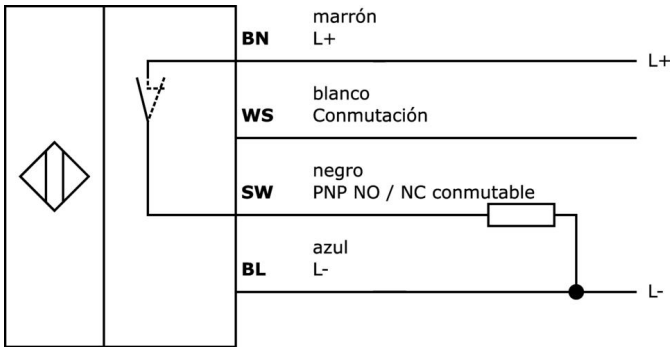 marrón
BN L+
L+
blanco
WS Conmutación
negro
SW PNP NO / NC conmutable
azul
BL L-
L-